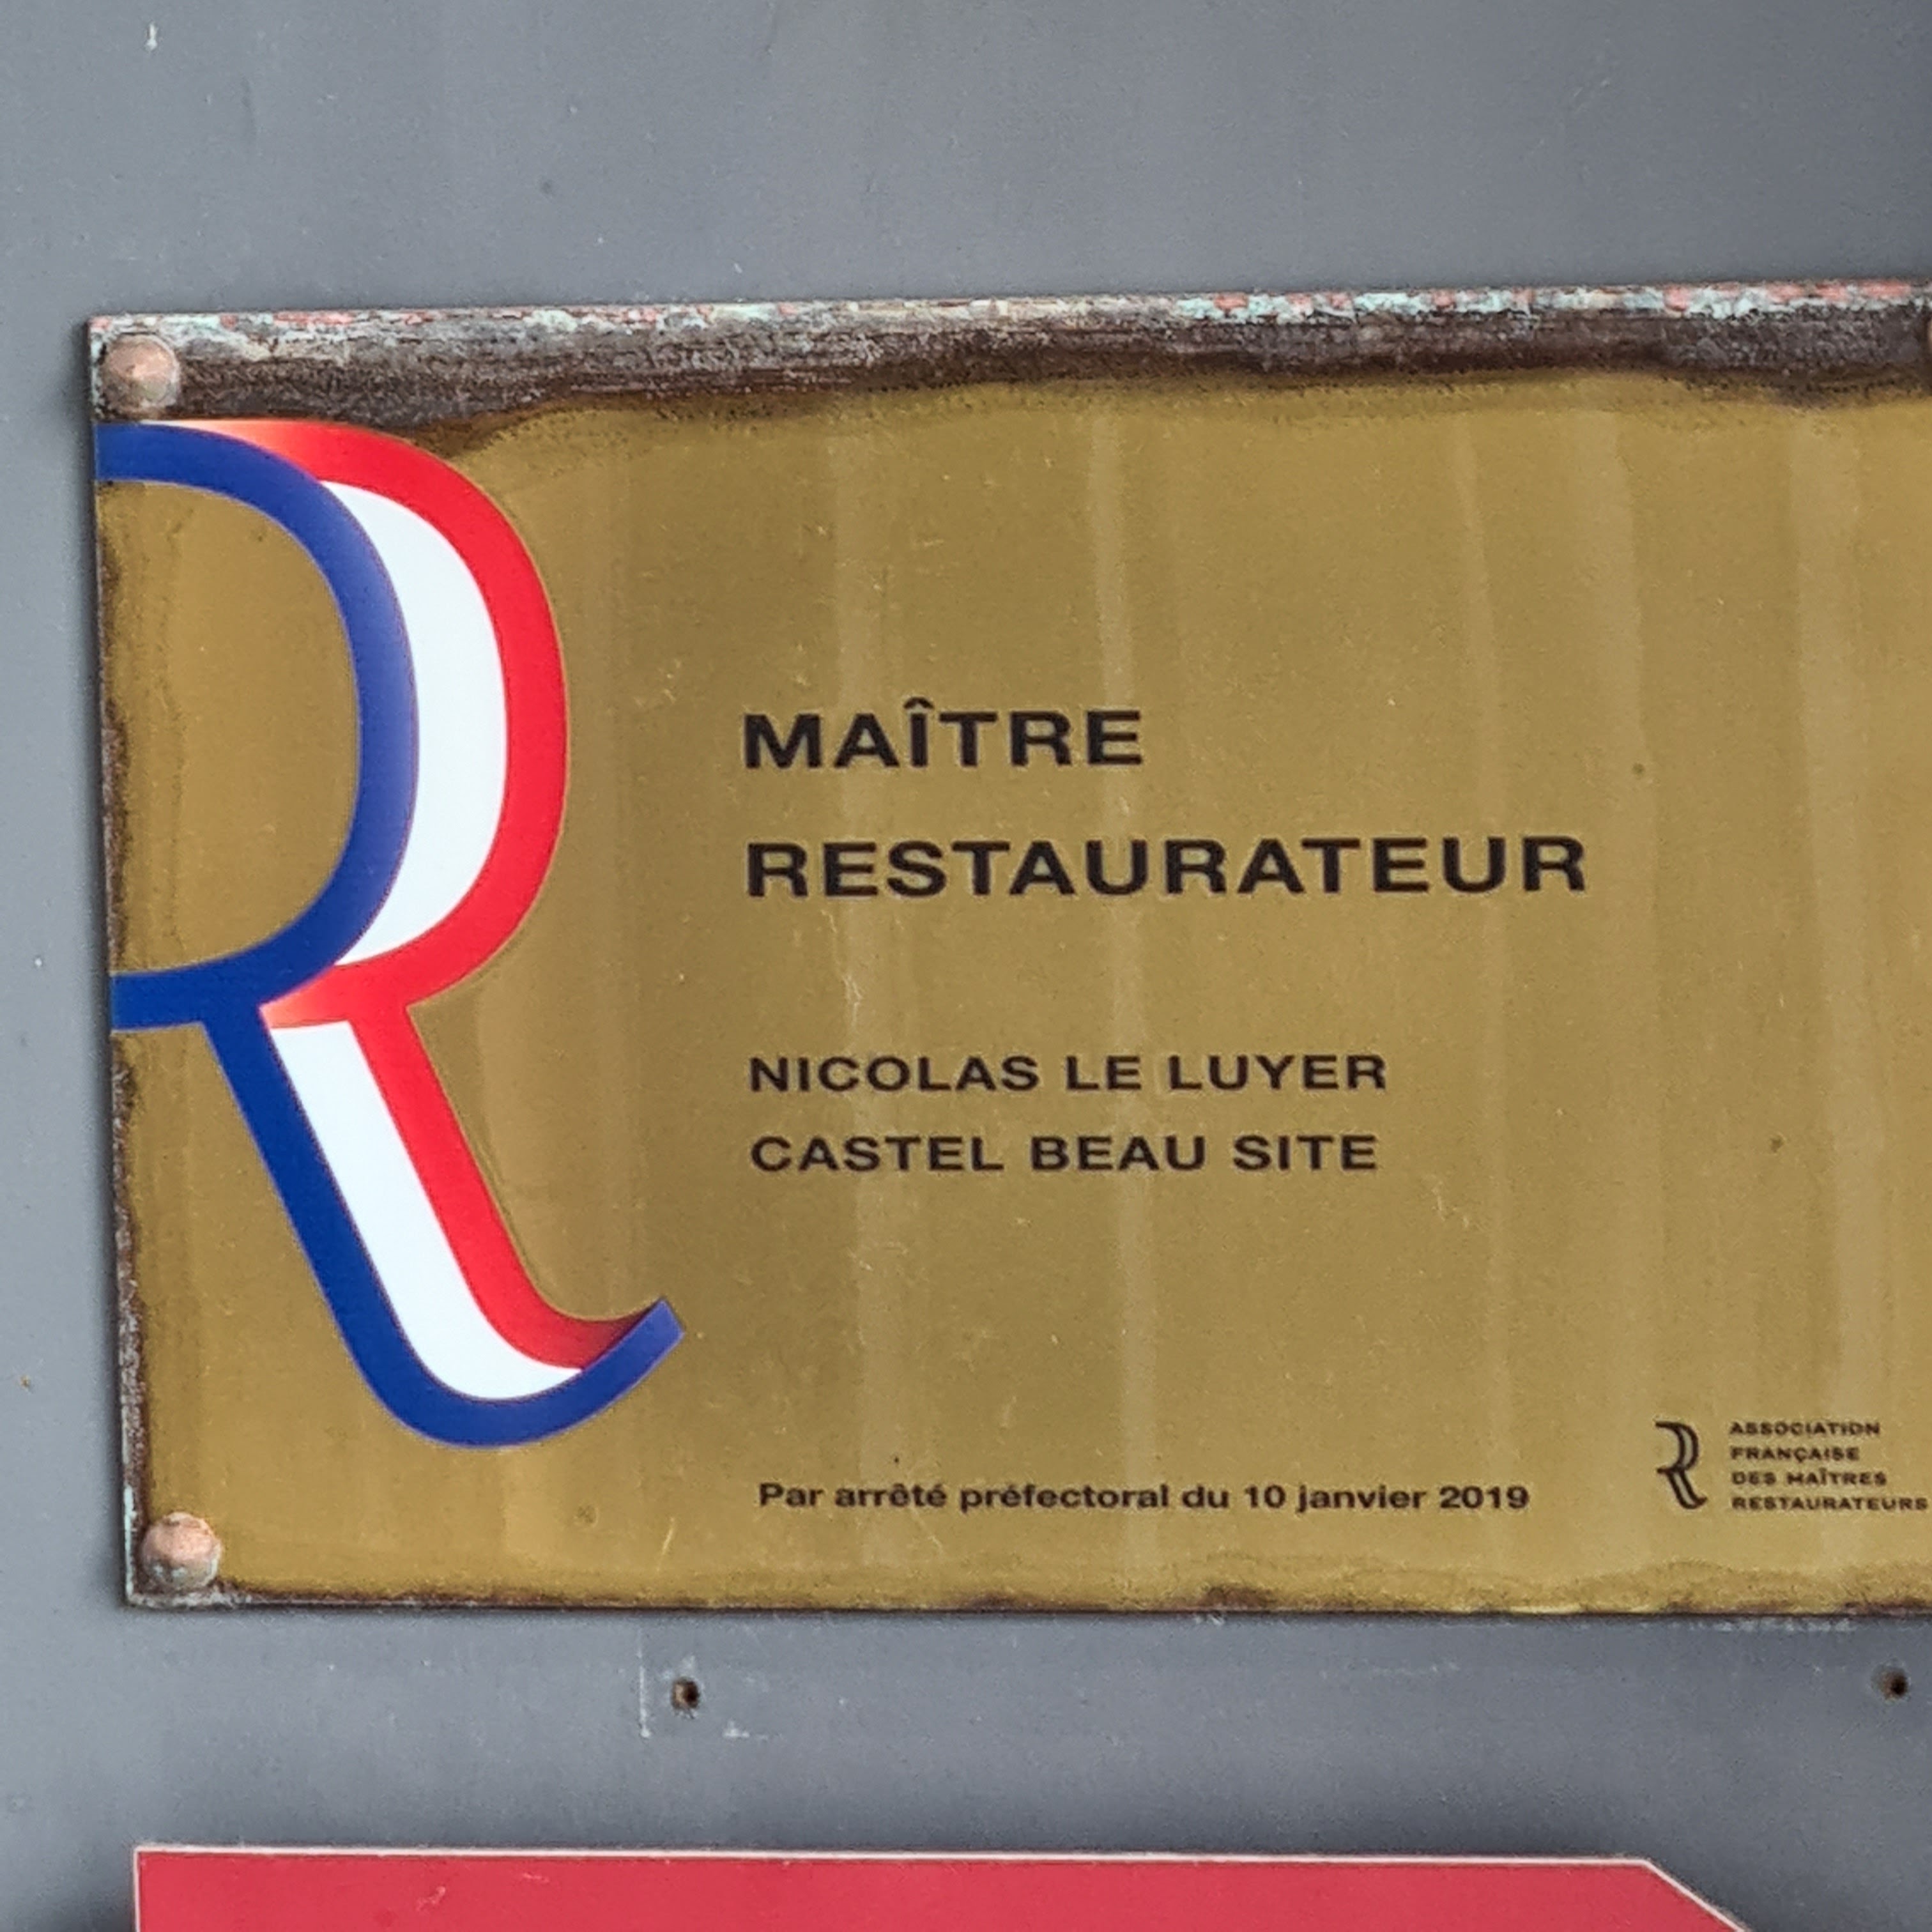 MAÎTRE
RESTAURATEUR
NICOLAS LE LUYER
CASTEL BEAU SITE
Par arrêté préfectoral du 10 janvier 2019
ASSOCIATION
FRANÇAISE
DES MAÎTRES
RESTAURATEURS